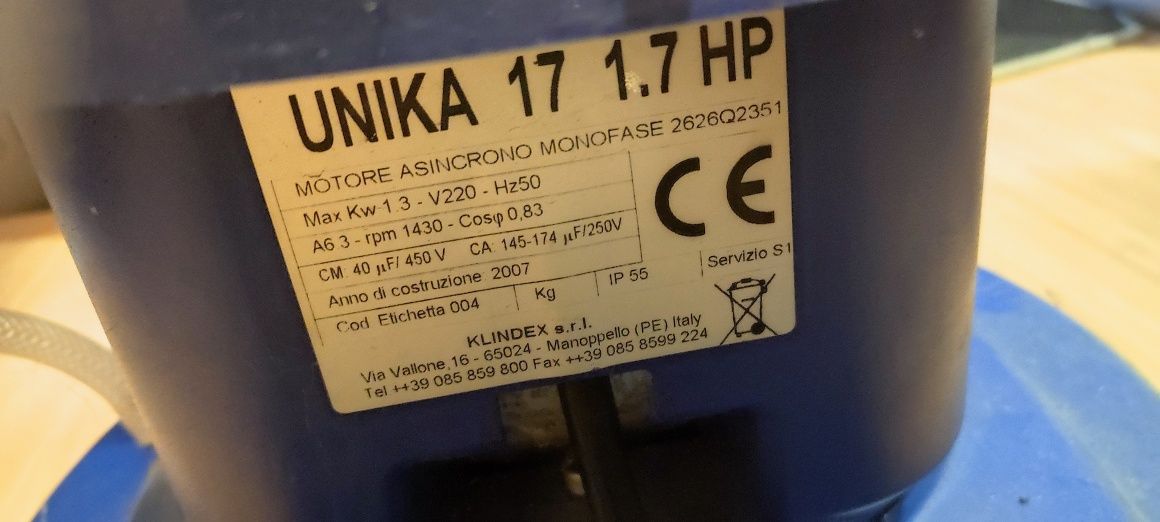 UNIKA 17 1.7 HP
MOTORE ASINCRONO MONOFASE 2626Q2351
Max Kw 1.3 - V220 - Hz50
A6.3 - rpm 1430 - Cosφ 0,83
CM: 40 µF/ 450 V CA: 145-174 µF/250V
CE
Anno di costruzione 2007
Cod. Etichetta 004 Kg IP 55 Servizio S1
KLINDEX s.r.l.
Via Vallone,16 - 65024 - Manoppello (PE) Italy
Tel ++39 085 859 800 Fax ++39 085 8599 224